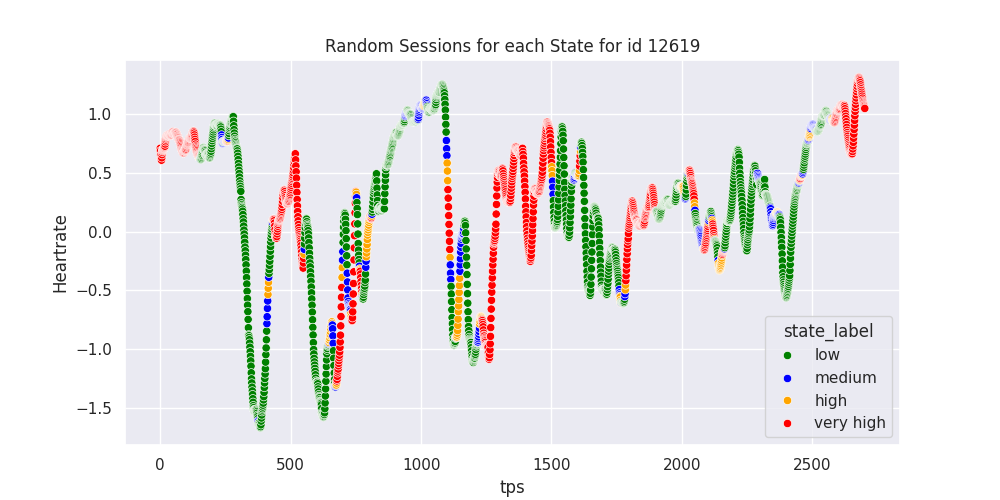 Random Sessions for each State for id 12619
Heartrate
1.0
0.5
0.0
−0.5
−1.0
−1.5
0
500
1000
1500
2000
2500
tps
state_label
low
medium
high
very high